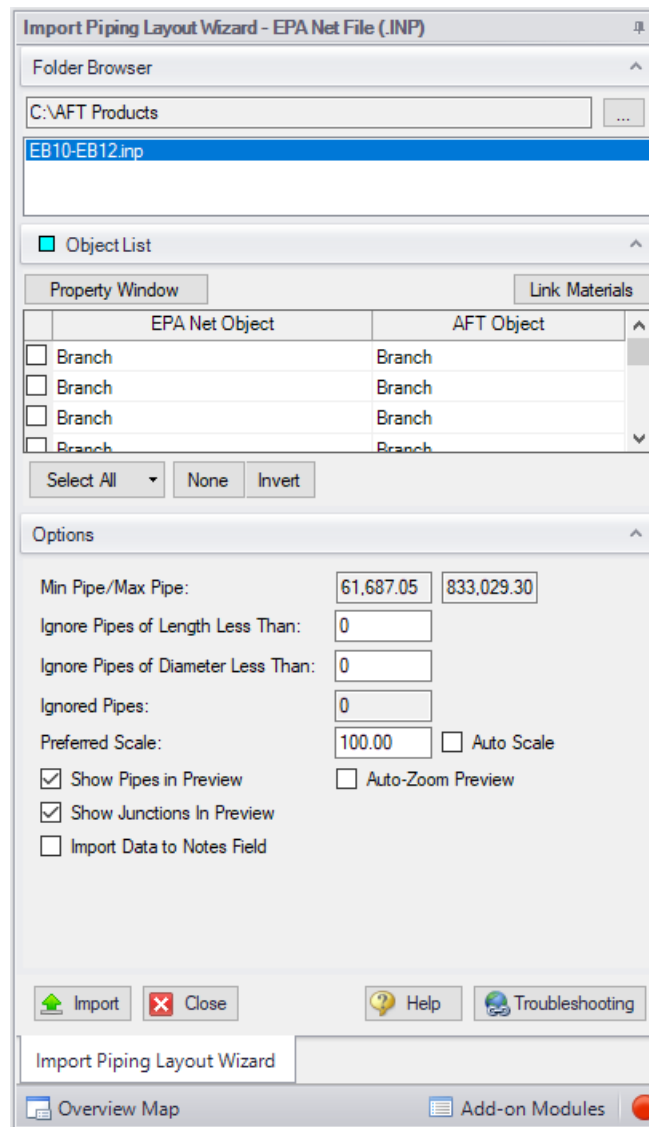 Import Piping Layout Wizard - EPA Net File (.INP)
Folder Browser
C:\AFT Products
...
EB10-EB12.inp
Object List
Property Window Link Materials
EPA Net Object AFT Object
Branch Branch
Branch Branch
Branch Branch
Branch Branch
Select All None Invert
Options
Min Pipe/Max Pipe: 61,687.05 833,029.30
Ignore Pipes of Length Less Than: 0
Ignore Pipes of Diameter Less Than: 0
Ignored Pipes: 0
Preferred Scale: 100.00 Auto Scale
Show Pipes in Preview Auto-Zoom Preview
Show Junctions In Preview
Import Data to Notes Field
Import Close Help Troubleshooting
Import Piping Layout Wizard
Overview Map Add-on Modules